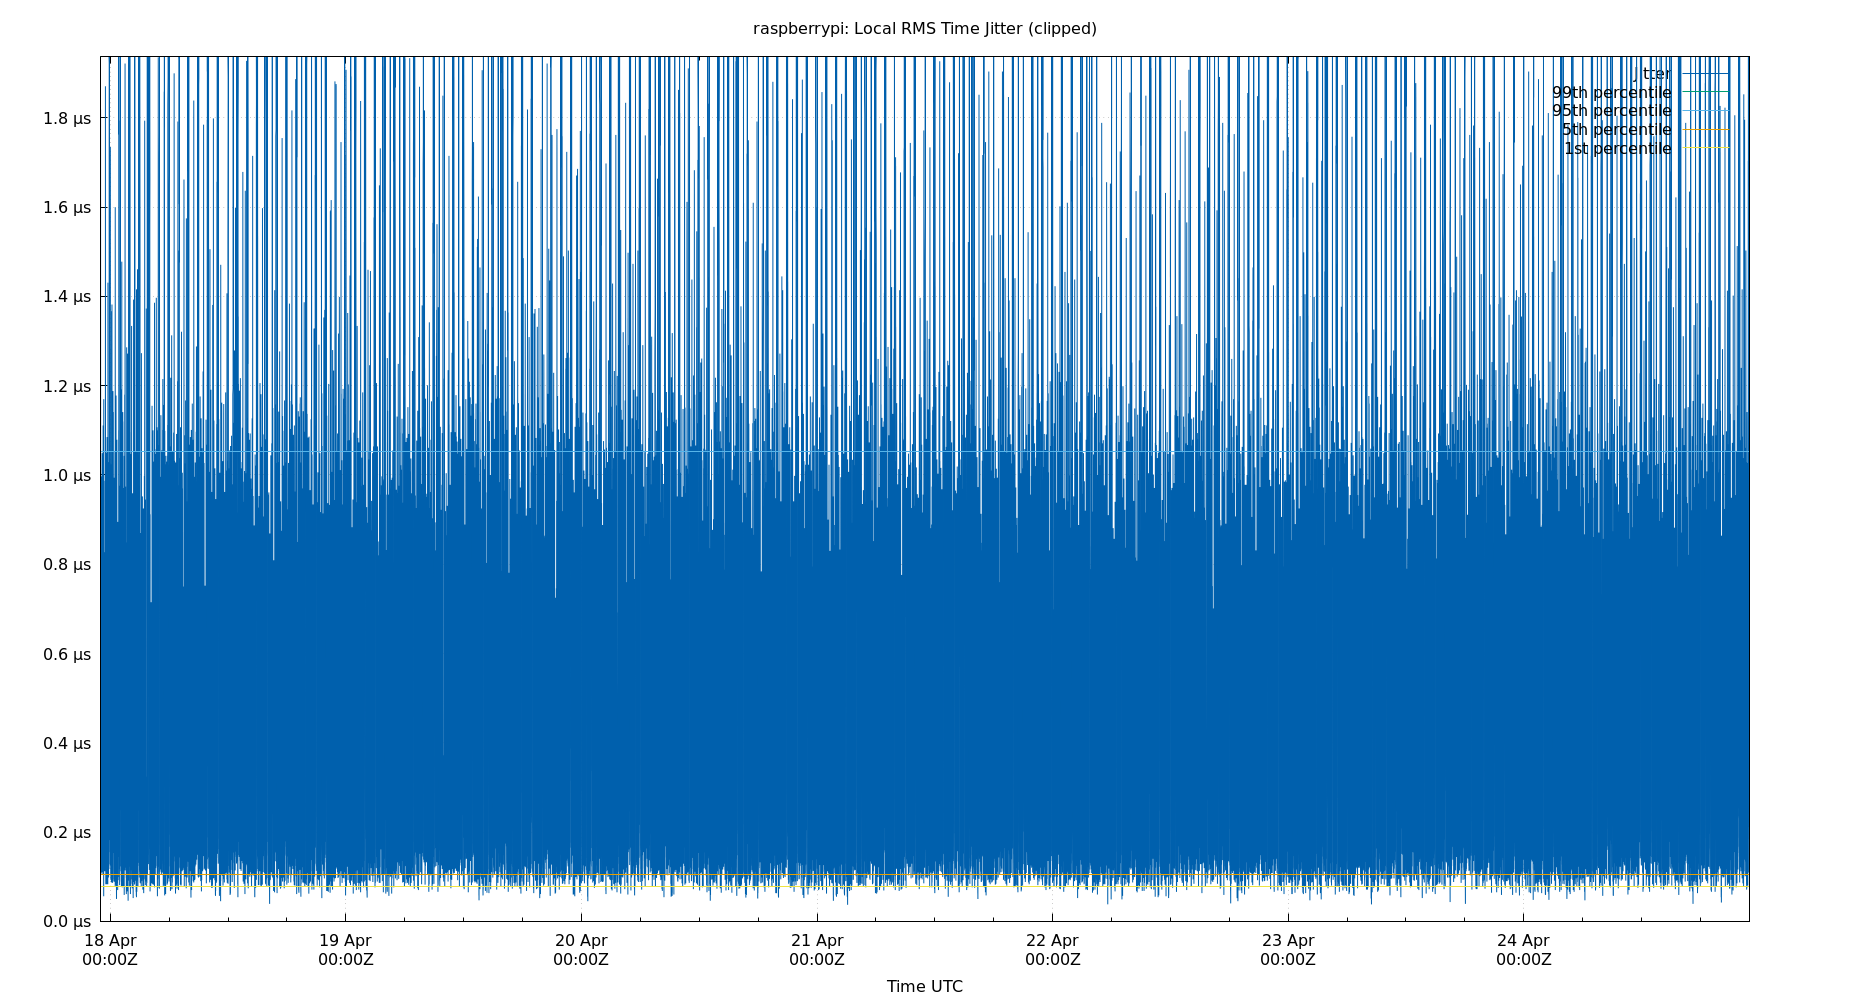 raspberrypi: Local RMS Time Jitter (clipped)
jitter
99th percentile
95th percentile
5th percentile
1st percentile
1.8 μs
1.6 μs
1.4 μs
1.2 μs
1.0 μs
0.8 μs
0.6 μs
0.4 μs
0.2 μs
0.0 μs
18 Apr
00:00Z
19 Apr
00:00Z
20 Apr
00:00Z
21 Apr
00:00Z
22 Apr
00:00Z
23 Apr
00:00Z
24 Apr
00:00Z
Time UTC